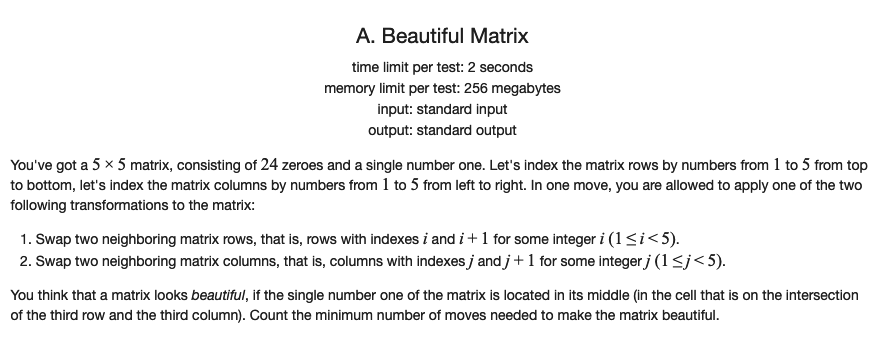 A. Beautiful Matrix
time limit per test: 2 seconds
memory limit per test: 256 megabytes
input: standard input
output: standard output
You've got a 5 × 5 matrix, consisting of 24 zeroes and a single number one. Let's index the matrix rows by numbers from 1 to 5 from top
to bottom, let's index the matrix columns by numbers from 1 to 5 from left to right. In one move, you are allowed to apply one of the two
following transformations to the matrix:
1. Swap two neighboring matrix rows, that is, rows with indexes i and i + 1 for some integer i (1 ≤ i < 5).
2. Swap two neighboring matrix columns, that is, columns with indexes j and j + 1 for some integer j (1 ≤ j < 5).
You think that a matrix looks beautiful, if the single number one of the matrix is located in its middle (in the cell that is on the intersection
of the third row and the third column). Count the minimum number of moves needed to make the matrix beautiful.